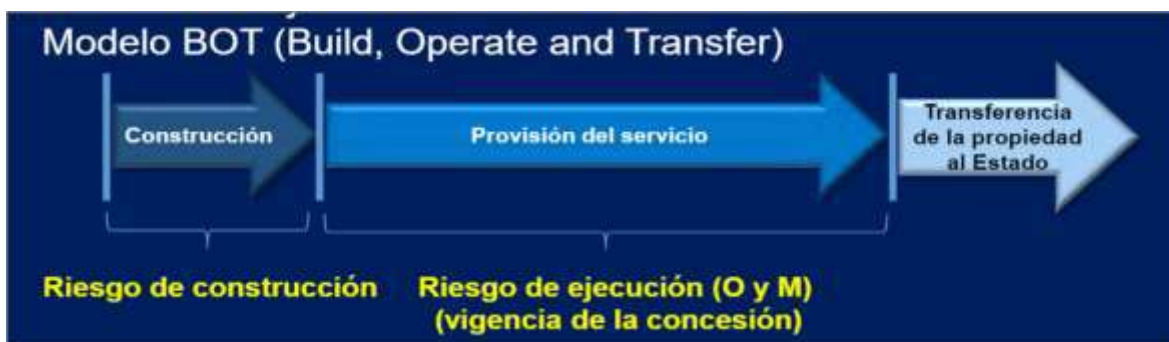 Modelo BOT (Build, Operate and Transfer)
Construcción
Provisión del servicio
Transferencia
de la propiedad
al Estado
Riesgo de construcción
Riesgo de ejecución (O y M)
(vigencia de la concesión)